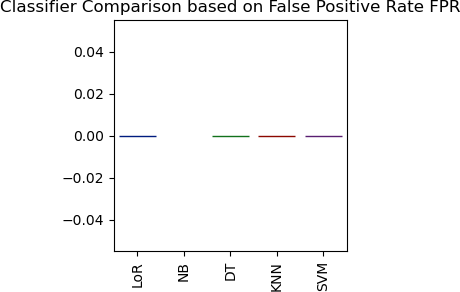 Classifier Comparison based on False Positive Rate FPR
0.04
0.02
0.00
−0.02
−0.04
LoR
NB
DT
KNN
SVM